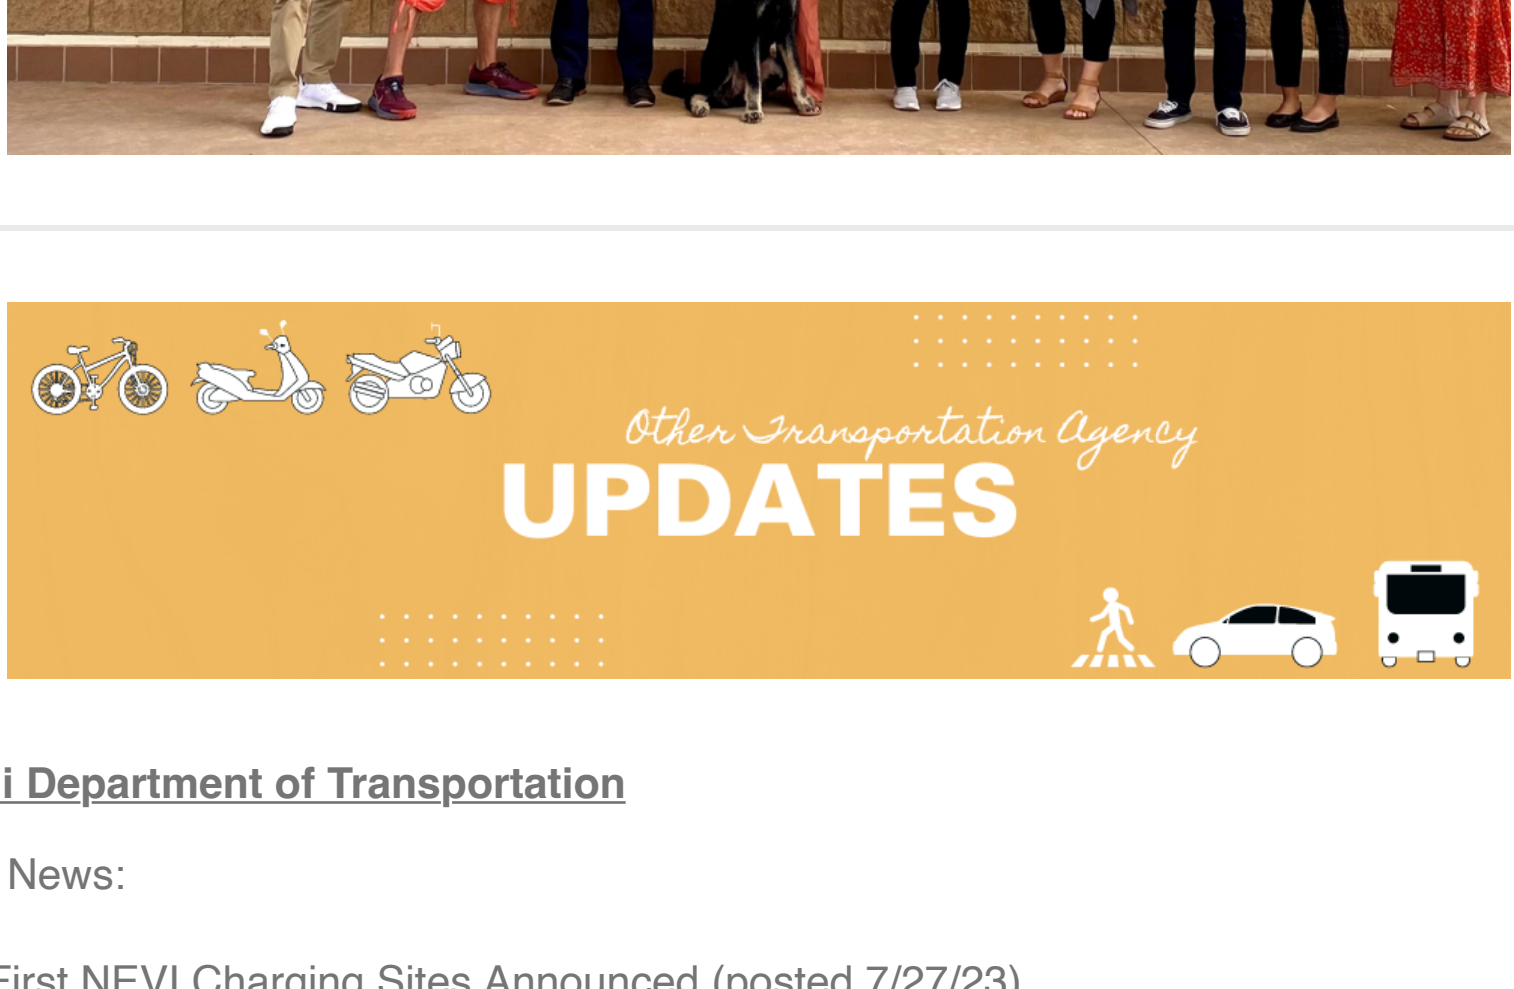 Other Transportation Agency
UPDATES
i Department of Transportation
News:
First NEVI Charging Sites Announced (posted 7/27/23)